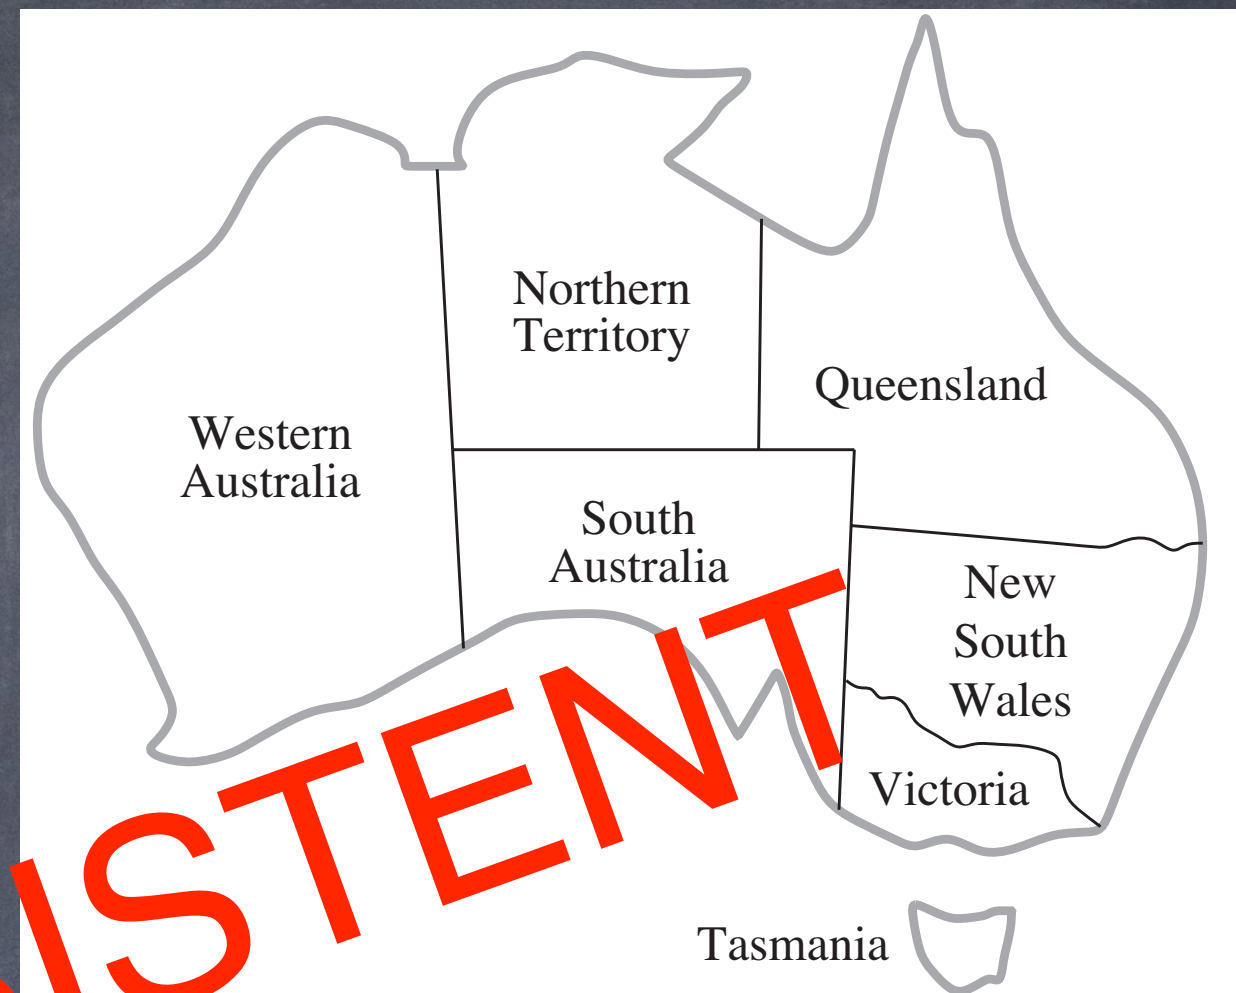 Northern
Territory
Queensland
Western
Australia
South
Australia
New
South
Wales
Victoria
Tasmania
ISTENT